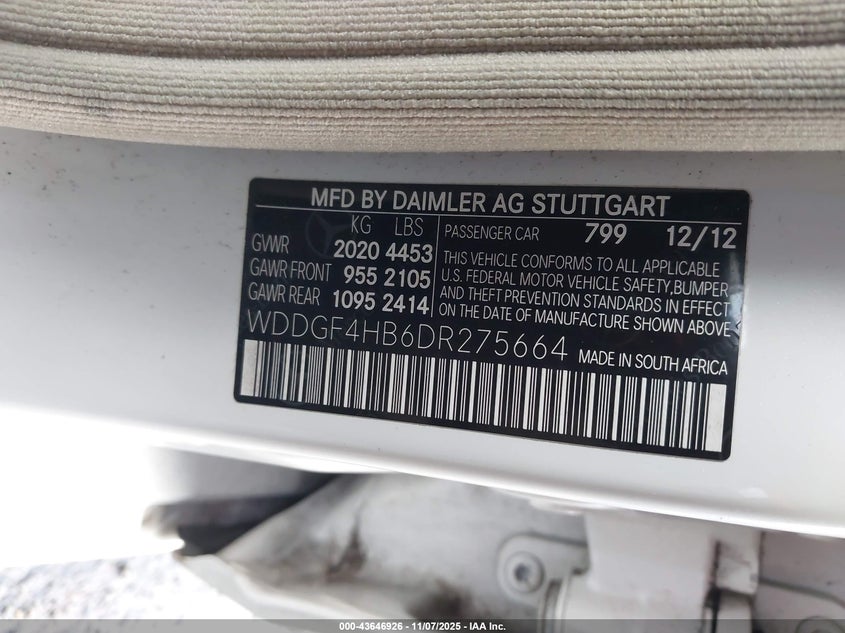 MFD BY DAIMLER AG STUTTGART
KG LBS
GVWR 2020 4453
GAWR FRONT 955 2105
GAWR REAR 1095 2414
PASSENGER CAR 799 12/12
THIS VEHICLE CONFORMS TO ALL APPLICABLE
U.S. FEDERAL MOTOR VEHICLE SAFETY,BUMPER
AND THEFT PREVENTION STANDARDS IN EFFECT
ON THE DATE OF MANUFACTURE SHOWN ABOVE
WDDGF4HB6DR275664 MADE IN SOUTH AFRICA
000-43646926 - 11/07/2025 - IAA Inc.